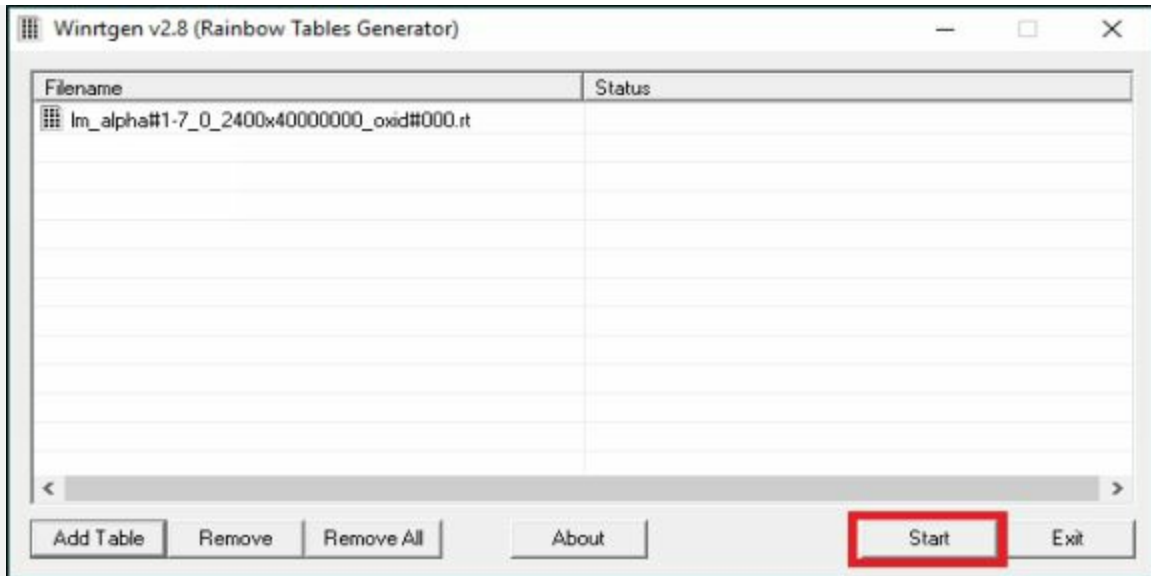 Winrtgen v2.8 (Rainbow Tables Generator)
Filename Status
lm_alpha#1-7_0_2400x40000000_oxid#000.rt
Add Table Remove Remove All About Start Exit